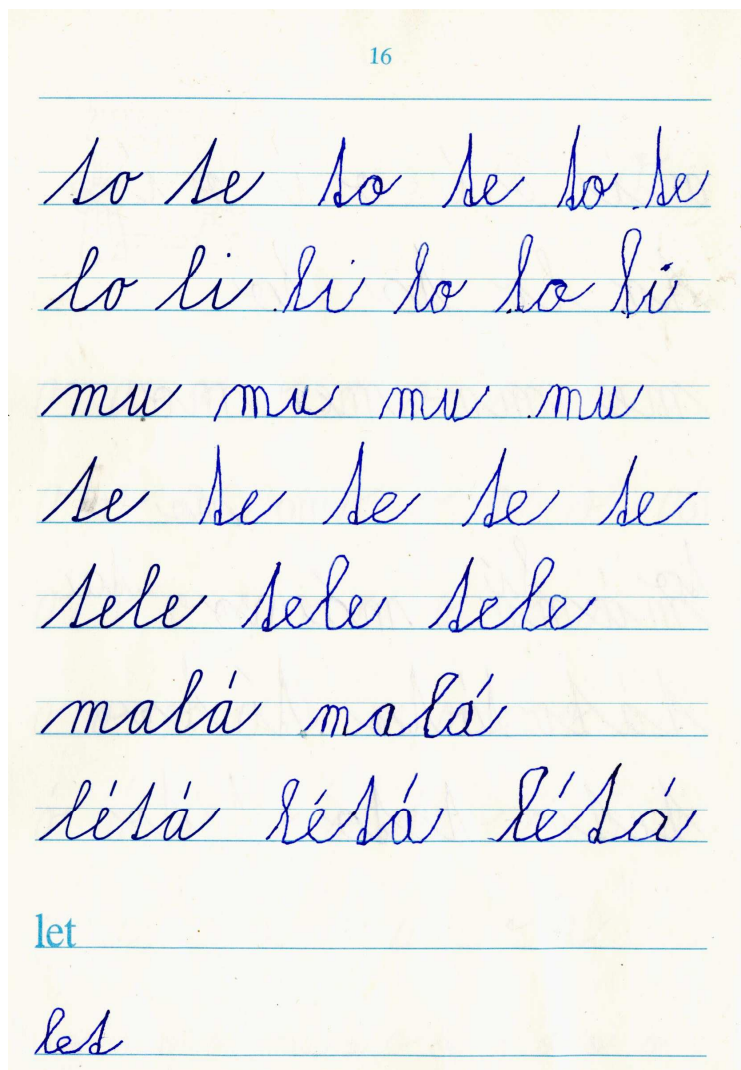 16
to te to te to te
lo li li lo lo li
mu mu mu mu
te te te te te
tele tele tele
malá malá
létá létá létá
let
let